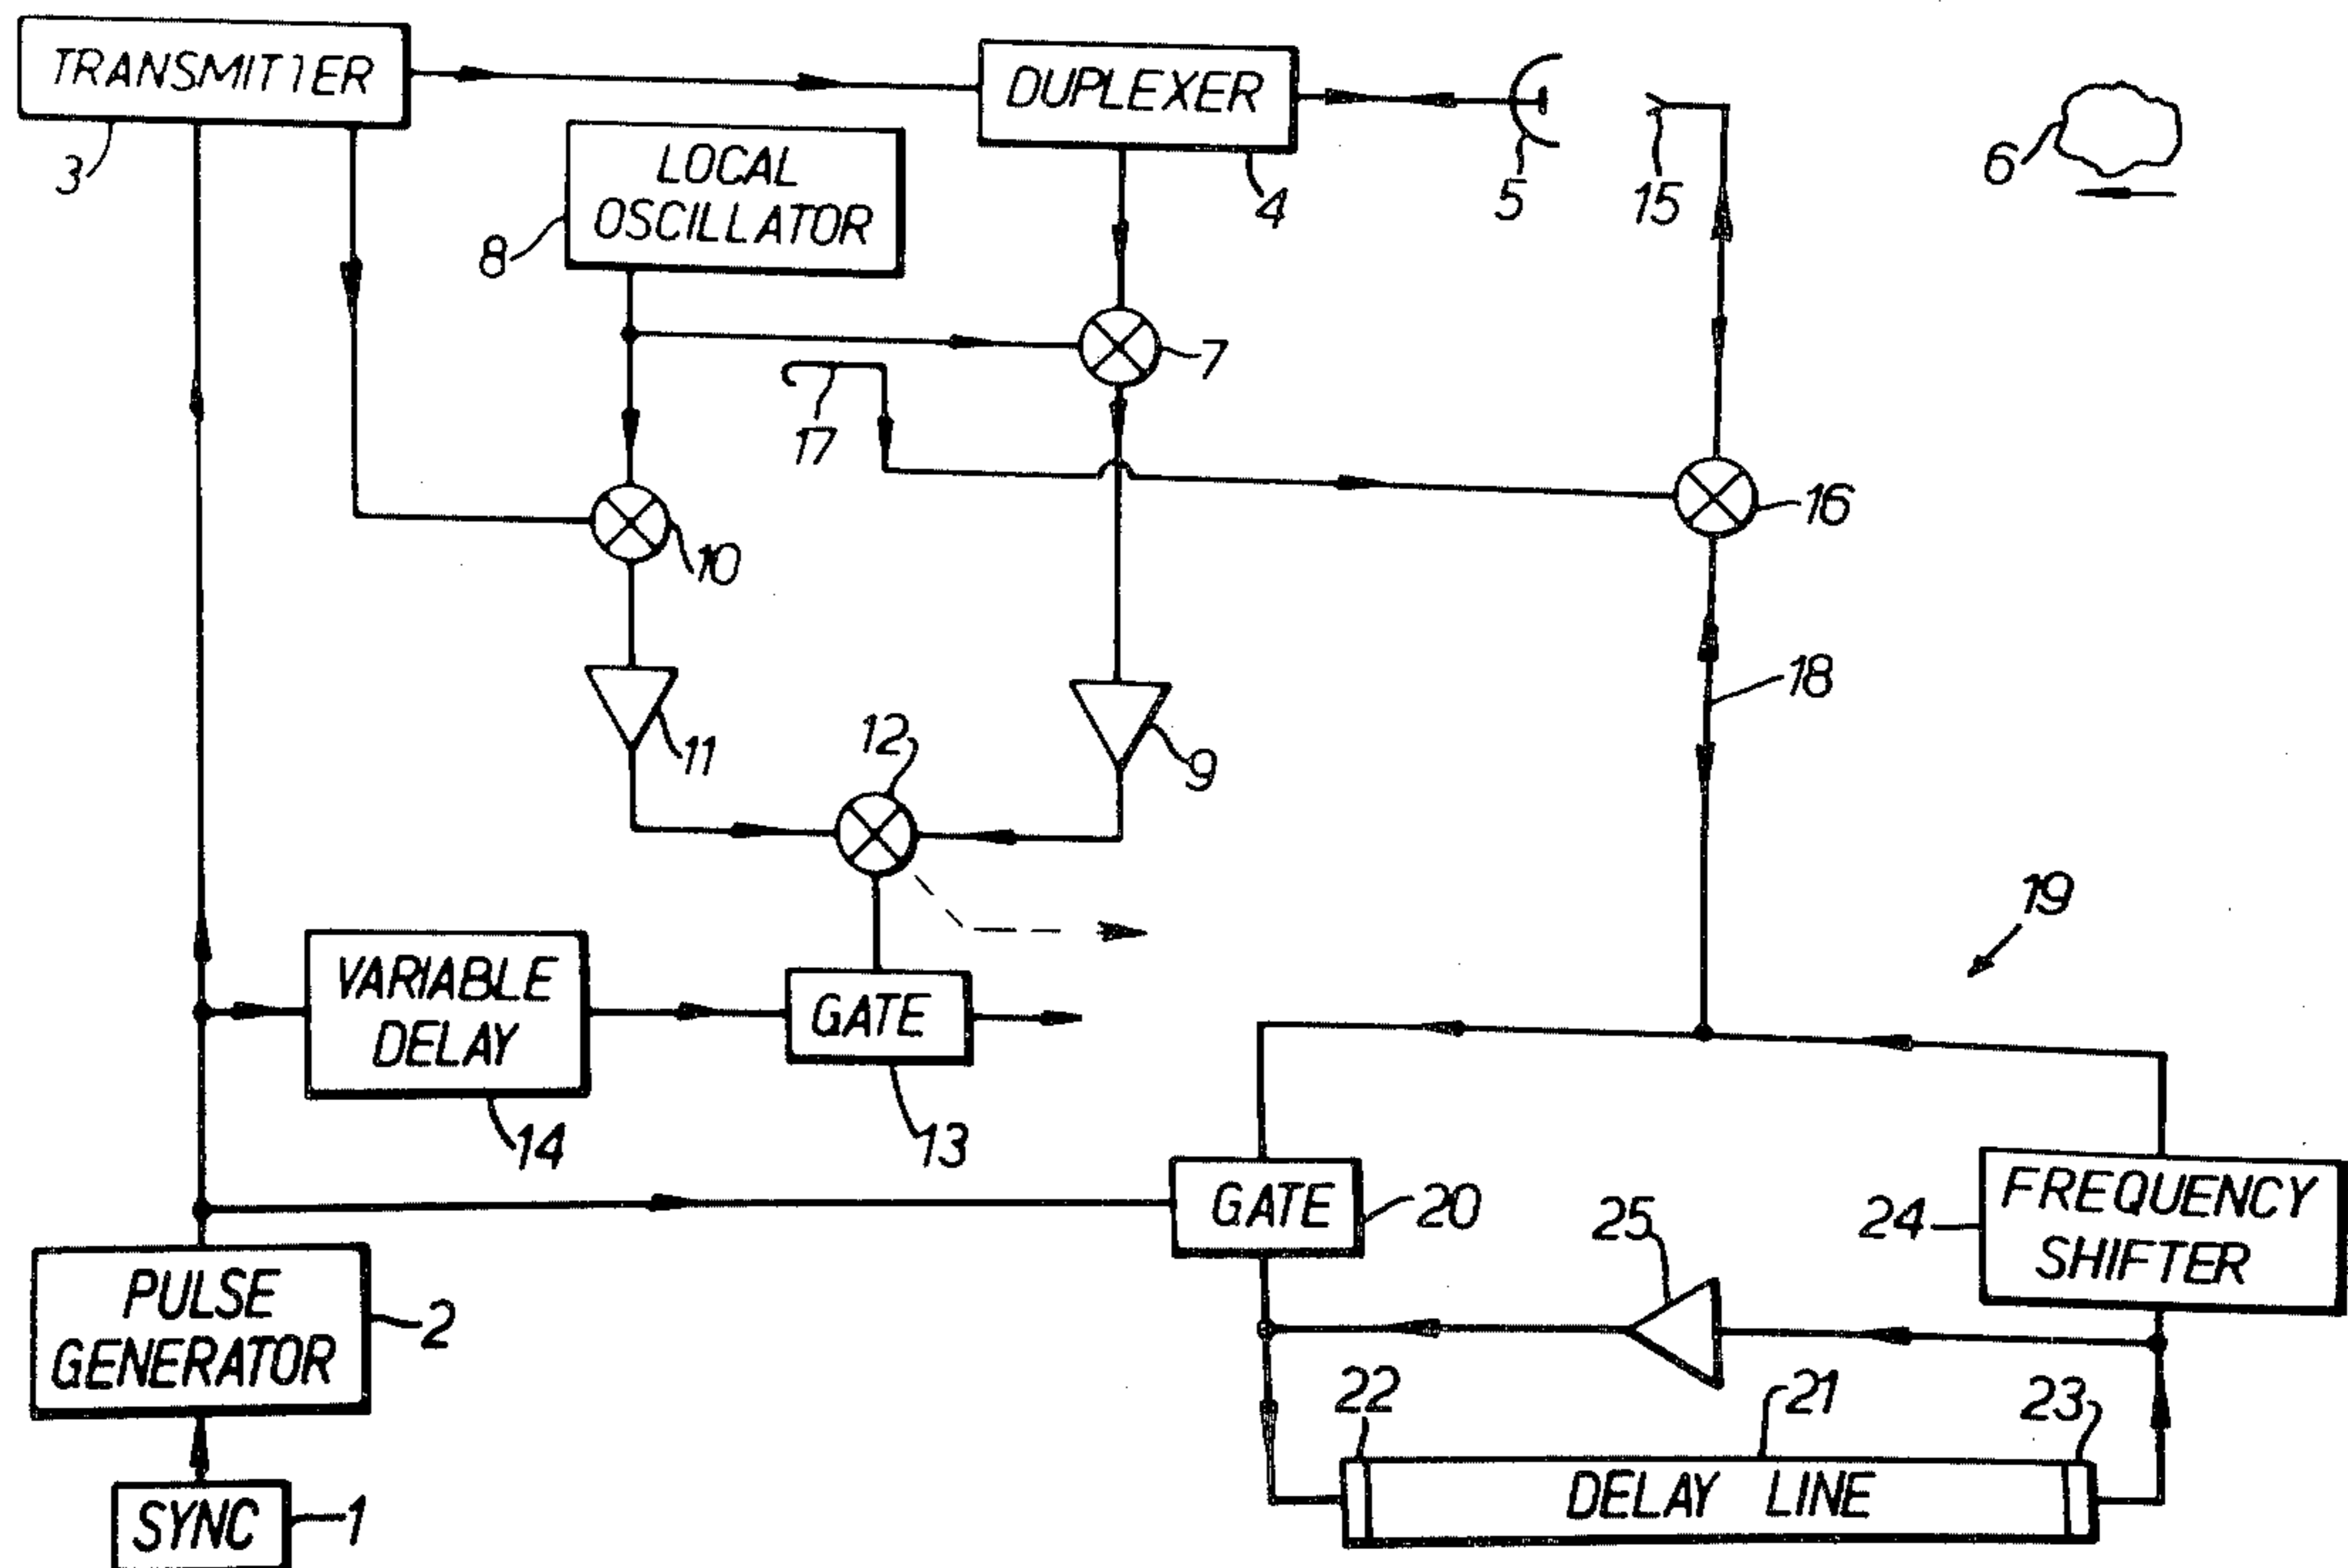 TRANSMITTER
3
DUPLEXER
4
5
15
6
LOCAL
OSCILLATOR
8
7
17
16
10
18
11
12
9
19
VARIABLE
DELAY
14
GATE
13
GATE
20
25
24
FREQUENCY
SHIFTER
PULSE
GENERATOR
2
22
21
23
DELAY LINE
SYNC
1